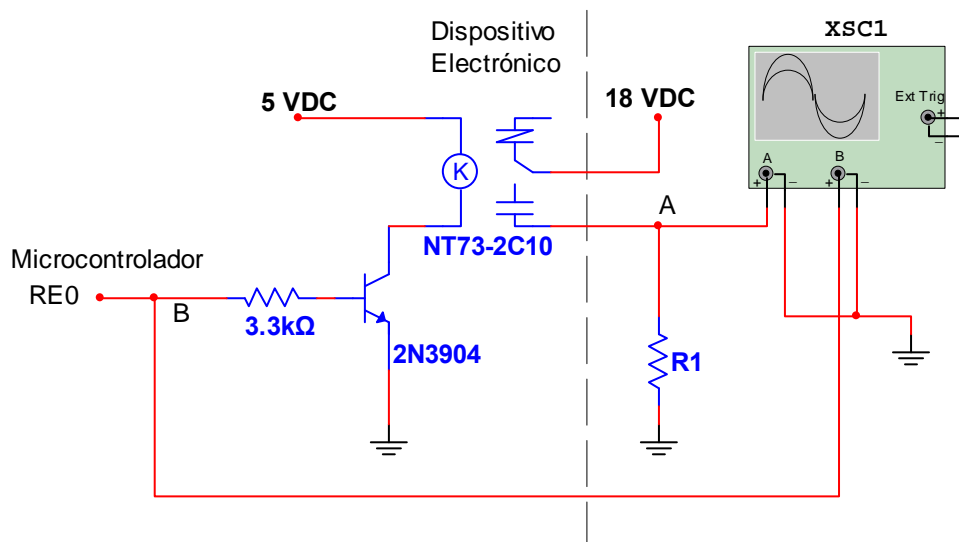 Dispositivo
Electrónico
XSC1
5 VDC
18 VDC
Ext Trig
+
−
A
B
+
−
+
−
K
A
NT73-2C10
Microcontrolador
RE0
B
3.3kΩ
2N3904
R1